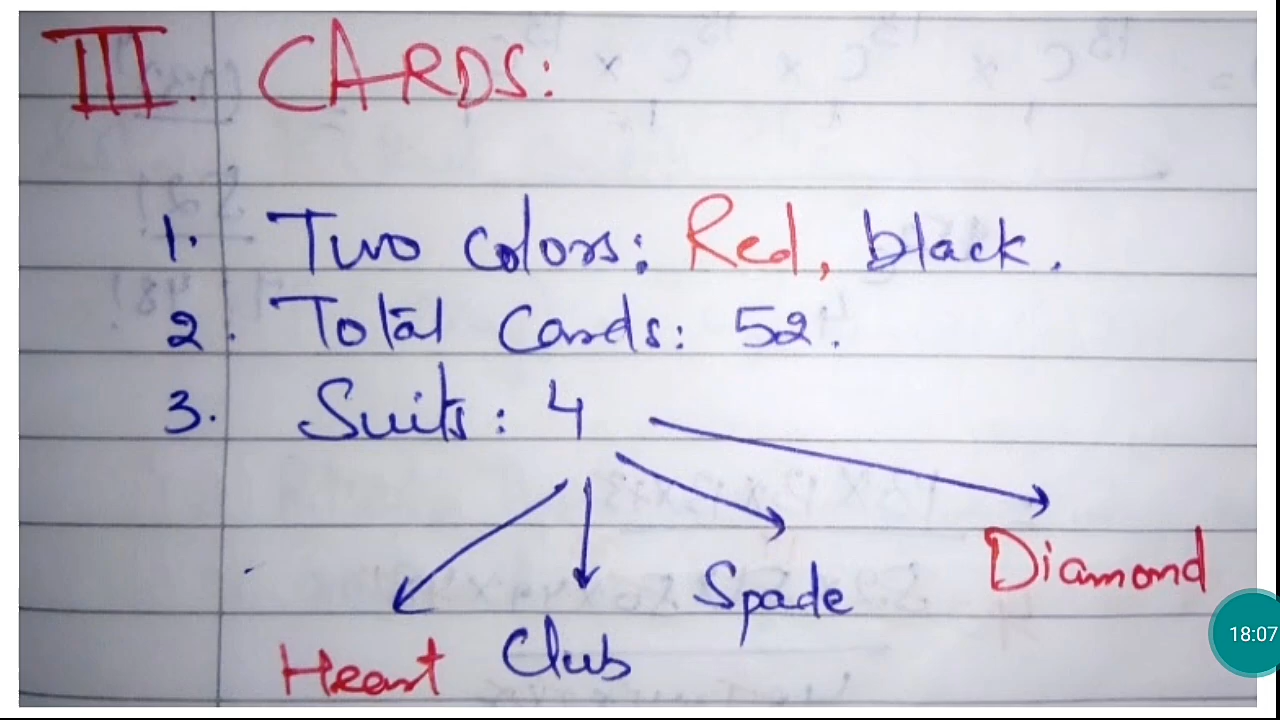 III. CARDS:
1. Two colors: Red, black.
2. Total Cards: 52.
3. Suits: 4
Diamond
Spade
Heart Club
18:07